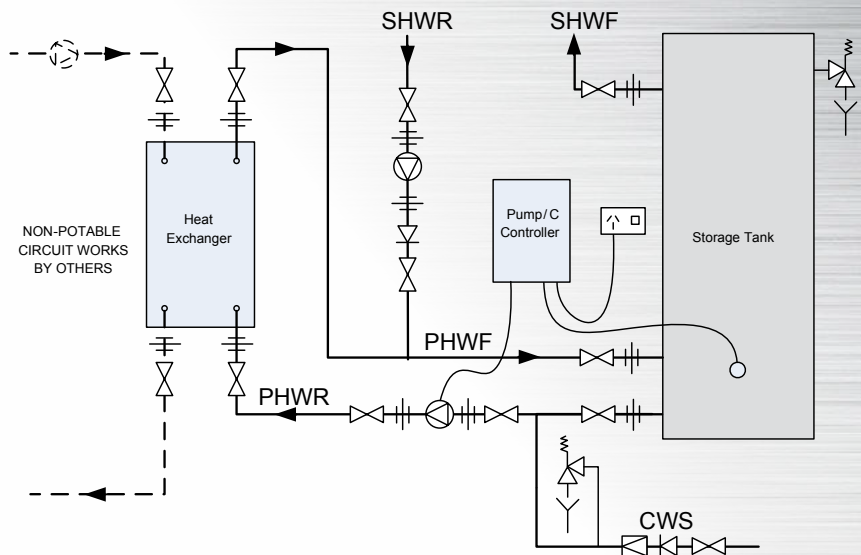 SHWR
SHWF
NON-POTABLE
CIRCUIT WORKS
BY OTHERS
Heat
Exchanger
Pump/ C
Controller
Storage Tank
PHWF
PHWR
CWS